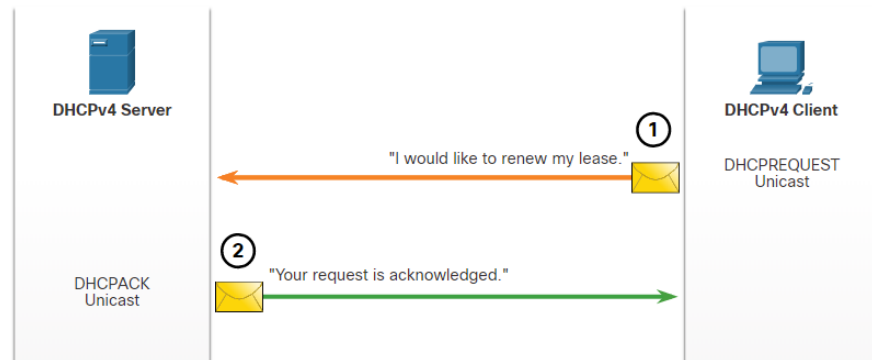 DHCPv4 Server
DHCPv4 Client
1
"I would like to renew my lease."
DHCPREQUEST
Unicast
2
"Your request is acknowledged."
DHCPACK
Unicast